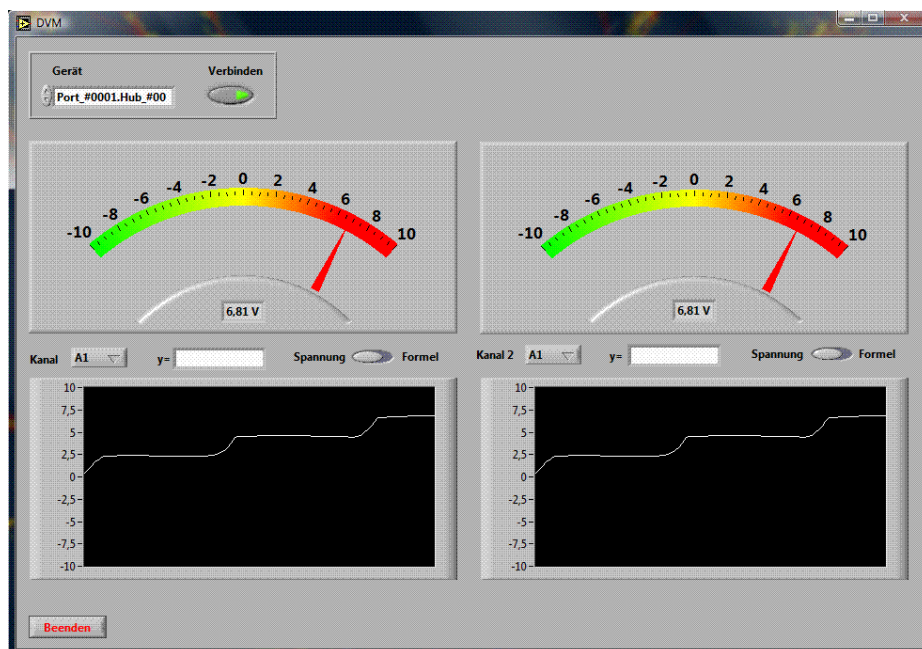 DVM
Gerät Verbinden
Port_#0001.Hub_#00
-10 -8 -6 -4 -2 0 2 4 6 8 10
6,81 V
-10 -8 -6 -4 -2 0 2 4 6 8 10
6,81 V
Kanal A1 y= Spannung Formel
Kanal 2 A1 y= Spannung Formel
10
7,5
5
2,5
0
-2,5
-5
-7,5
-10
10
7,5
5
2,5
0
-2,5
-5
-7,5
-10
Beenden